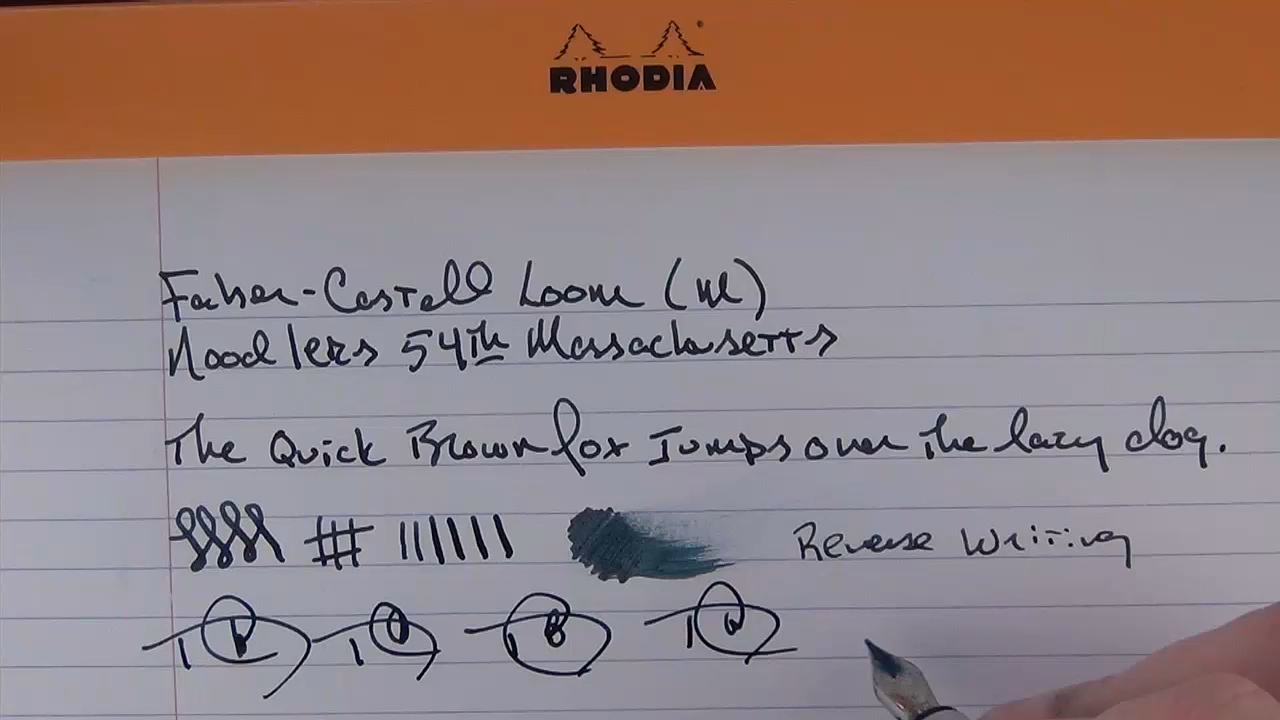 RHODIA
Faber-Castell Loom (M)
Noodlers 54th Massachusetts
The Quick Brown fox Jumps over the lazy dog.
Reverse Writing